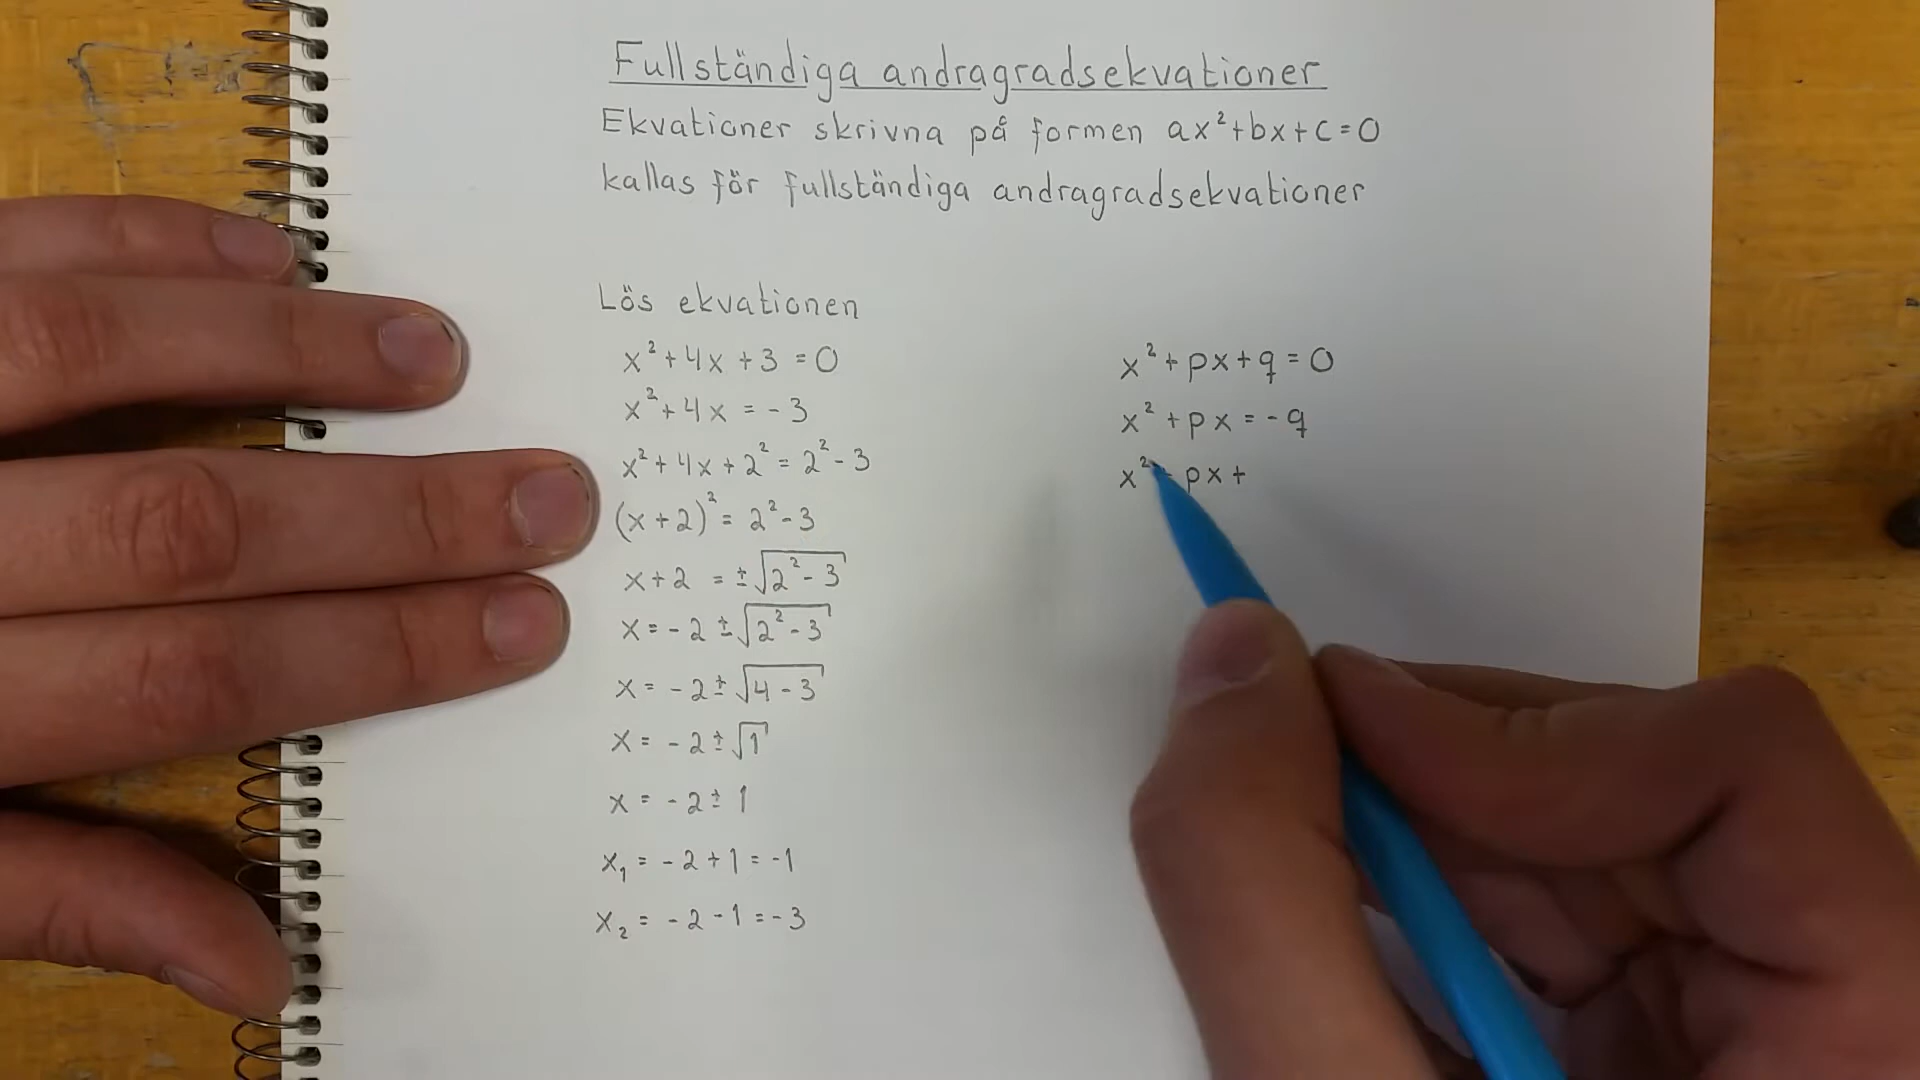 Fullständiga andragradsekvationer
Ekvationer skrivna på formen ax²+bx+c=0
kallas för fullständiga andragradsekvationer
Lös ekvationen
x²+4x+3=0
x²+4x=-3
x²+4x+2²=2²-3
(x+2)²=2²-3
x+2=±√(2²-3)
x=-2±√(2²-3)
x=-2±√(4-3)
x=-2±√1
x=-2±1
x₁=-2+1=-1
x₂=-2-1=-3
x²+px+q=0
x²+px=-q
x²+px+